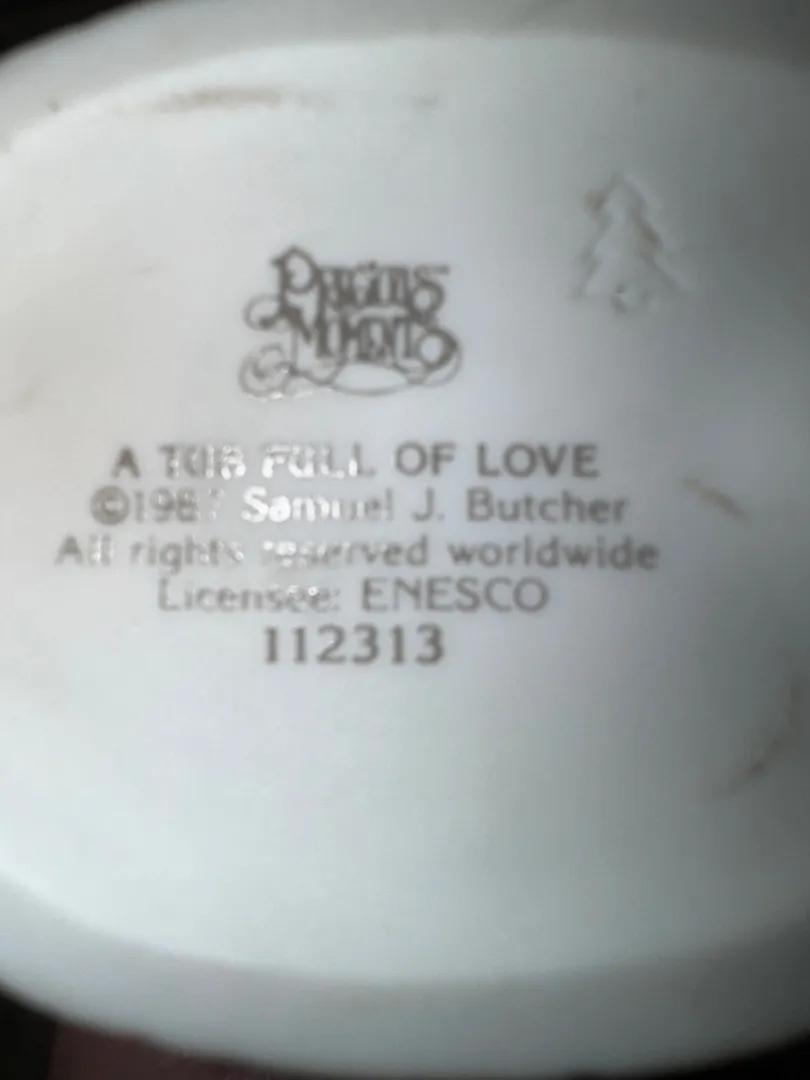 Precious
Moments
A TUB FULL OF LOVE
©1987 Samuel J. Butcher
All rights reserved worldwide
Licensee: ENESCO
112313